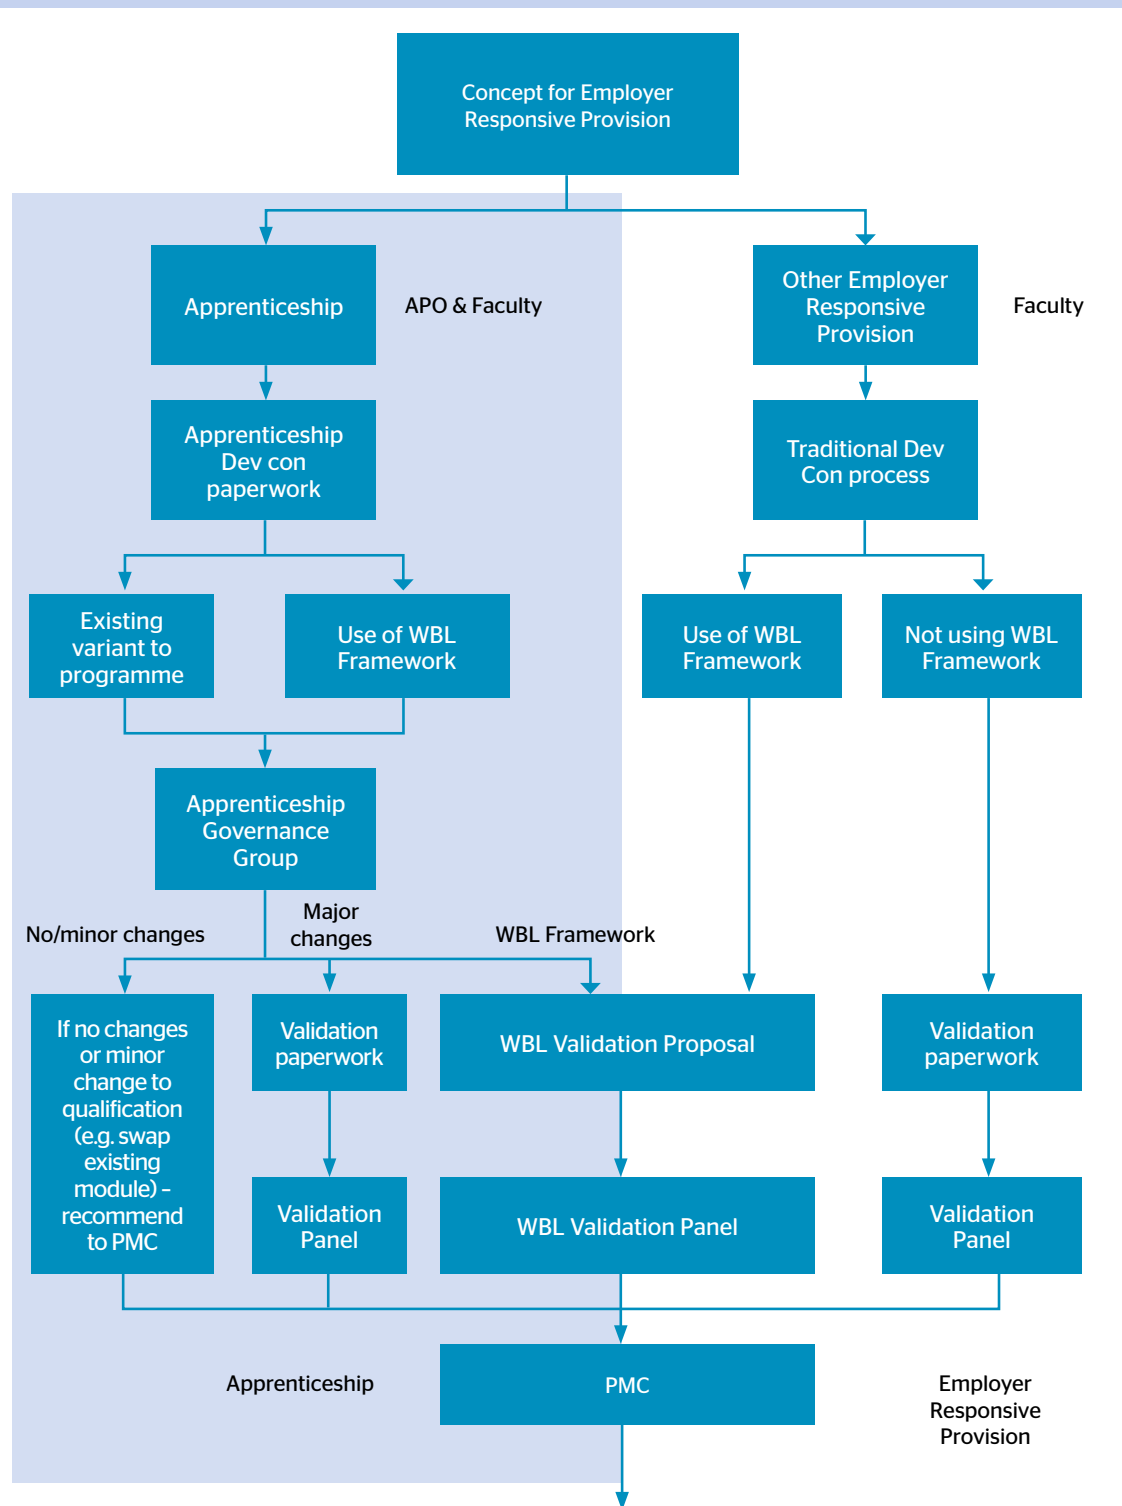 Concept for Employer
Responsive Provision
Apprenticeship
APO & Faculty
Other Employer
Responsive
Provision
Faculty
Apprenticeship
Dev con
paperwork
Traditional Dev
Con process
Existing
variant to
programme
Use of WBL
Framework
Use of WBL
Framework
Not using WBL
Framework
Apprenticeship
Governance
Group
No/minor changes
Major
changes
WBL Framework
If no changes
or minor
change to
qualification
(e.g. swap
existing
module) –
recommend
to PMC
Validation
paperwork
WBL Validation Proposal
Validation
paperwork
Validation
Panel
WBL Validation Panel
Validation
Panel
Apprenticeship
PMC
Employer
Responsive
Provision